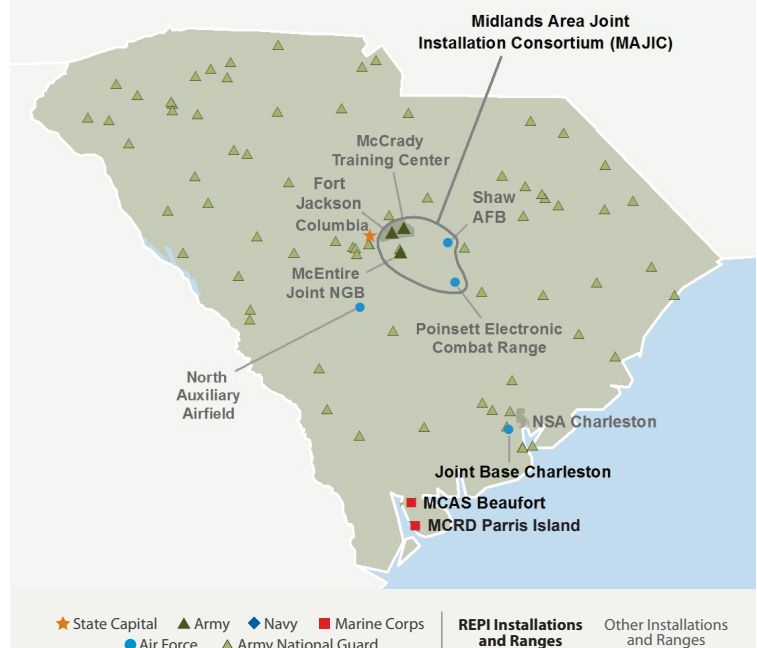 Midlands Area Joint
Installation Consortium (MAJIC)
McCrady
Training Center
Fort
Jackson
Shaw
AFB
Columbia
McEntire
Joint NGB
Poinsett Electronic
Combat Range
North
Auxiliary
Airfield
NSA Charleston
Joint Base Charleston
MCAS Beaufort
MCRD Parris Island
State Capital
Army
Navy
Marine Corps
Air Force
Army National Guard
REPI Installations
and Ranges
Other Installations
and Ranges